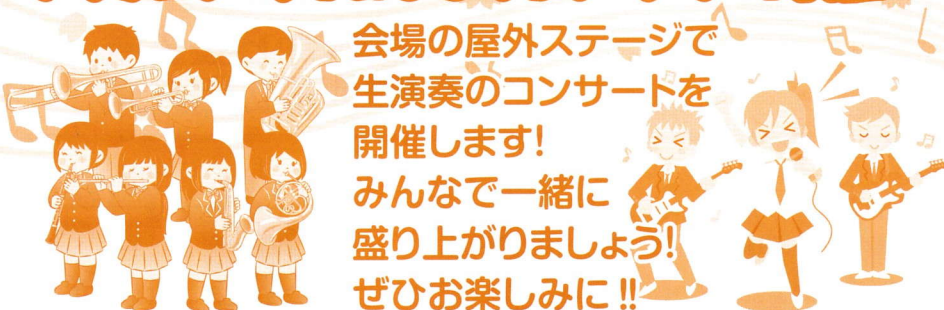 会場の屋外ステージで
生演奏のコンサートを
開催します!
みんなで一緒に
盛り上がりましょう!
ぜひお楽しみに!!